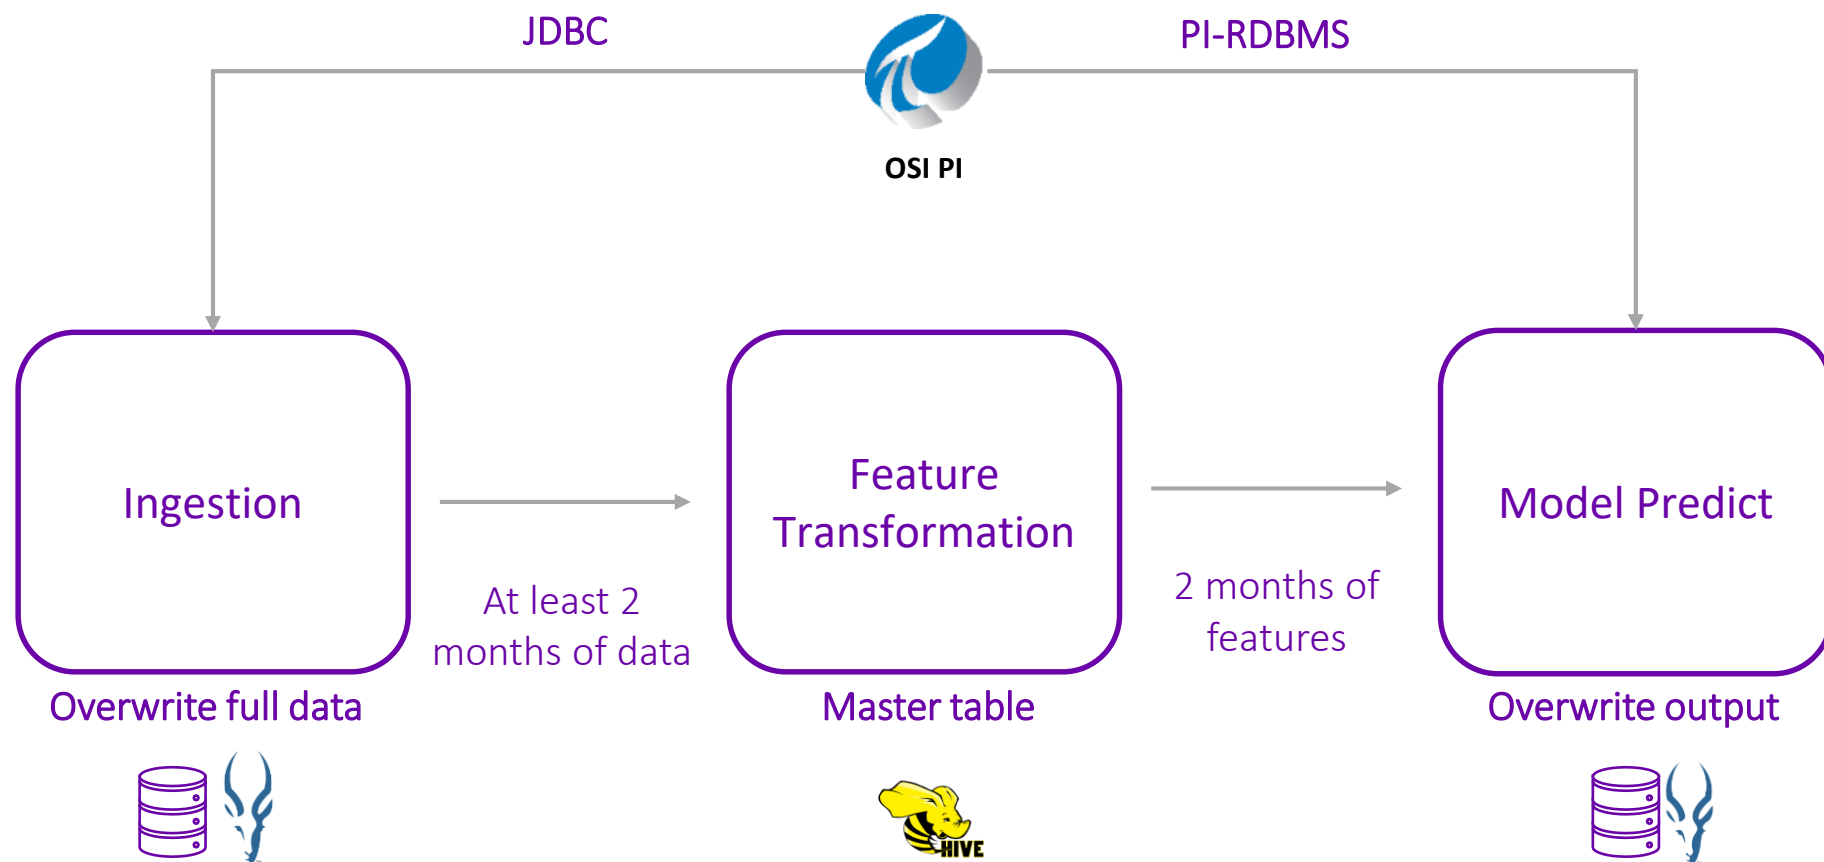 JDBC
PI-RDBMS
OSI PI
Ingestion
At least 2
months of data
Feature
Transformation
2 months of
features
Model Predict
Overwrite full data
Master table
Overwrite output
HIVE